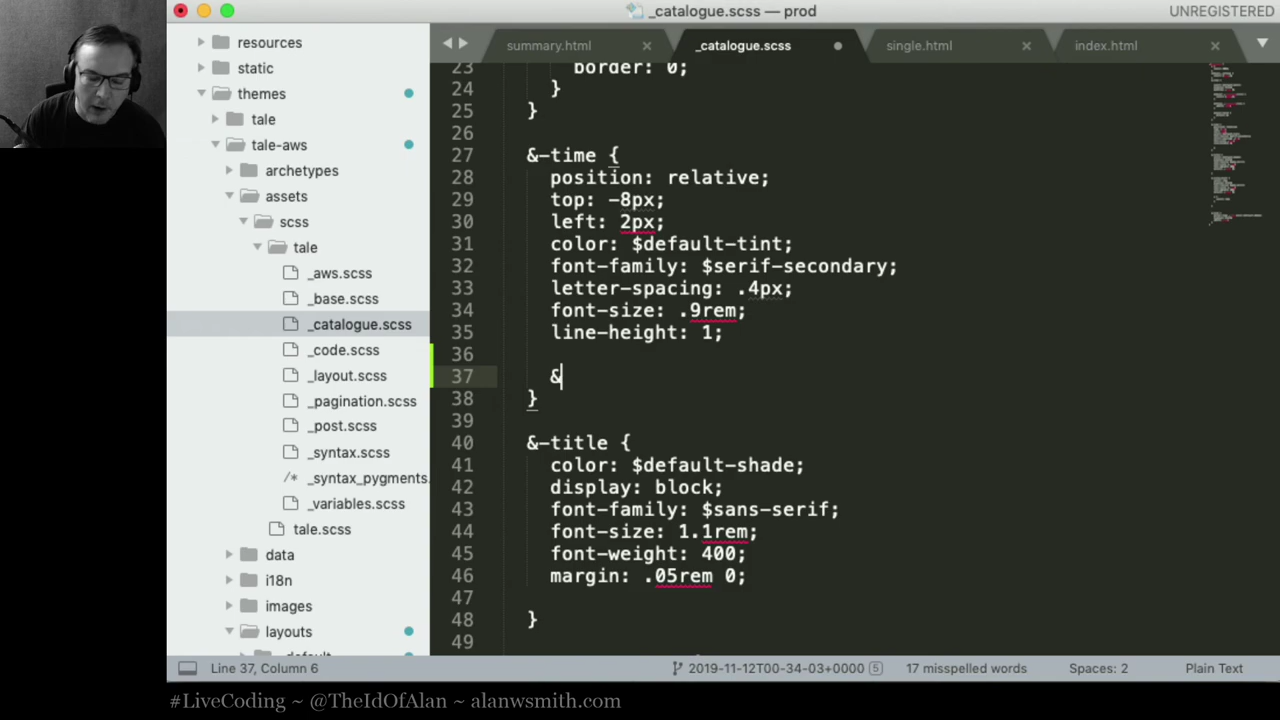 _catalogue.scss — prod
UNREGISTERED
resources
static
themes
tale
tale-aws
archetypes
assets
scss
tale
_aws.scss
_base.scss
_catalogue.scss
_code.scss
_layout.scss
_pagination.scss
_post.scss
_syntax.scss
/* _syntax_pygments.
_variables.scss
tale.scss
data
i18n
images
layouts
_default
summary.html
_catalogue.scss
single.html
index.html
23 border: 0;
24 }
25 }
26
27 &-time {
28 position: relative;
29 top: -8px;
30 left: 2px;
31 color: $default-tint;
32 font-family: $serif-secondary;
33 letter-spacing: .4px;
34 font-size: .9rem;
35 line-height: 1;
36
37 &
38 }
39
40 &-title {
41 color: $default-shade;
42 display: block;
43 font-family: $sans-serif;
44 font-size: 1.1rem;
45 font-weight: 400;
46 margin: .05rem 0;
47
48 }
49
Line 37, Column 6
2019-11-12T00-34-03+0000 5
17 misspelled words
Spaces: 2
Plain Text
#LiveCoding ~ @TheIdOfAlan ~ alanwsmith.com